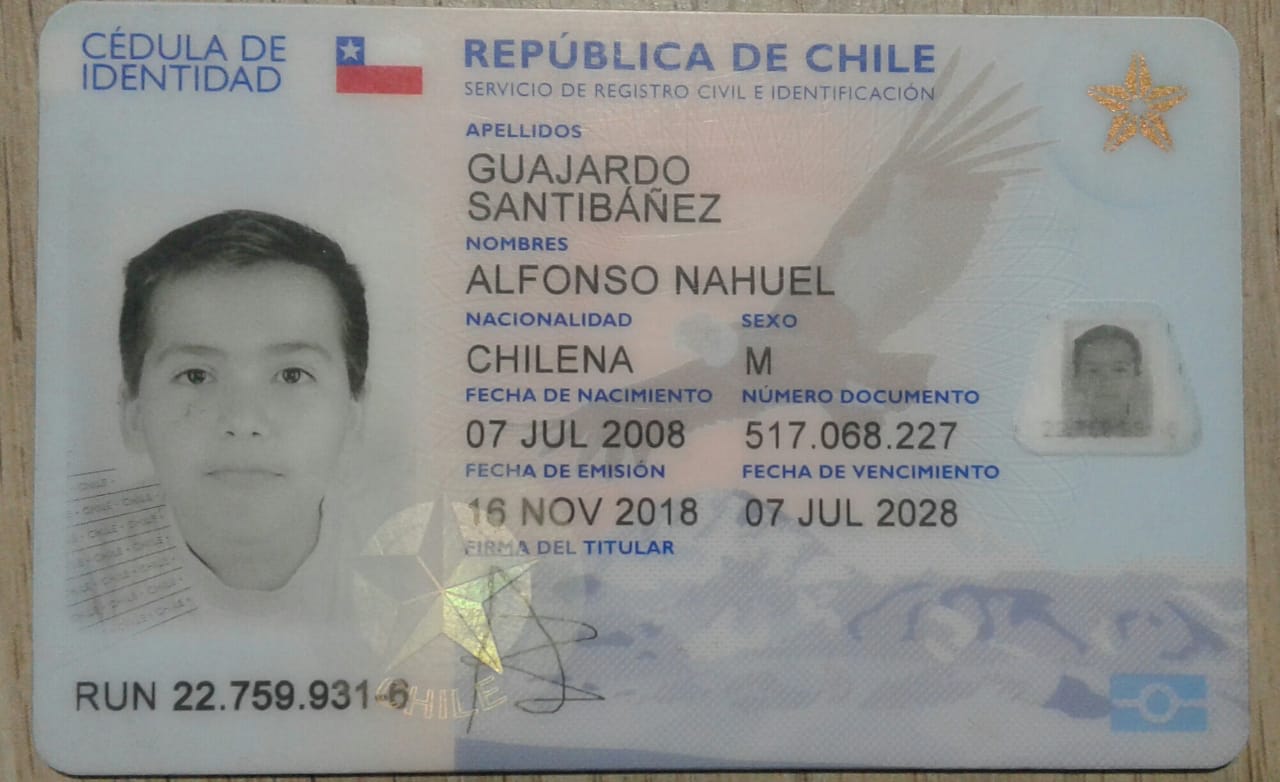 CÉDULA DE
IDENTIDAD
REPÚBLICA DE CHILE
SERVICIO DE REGISTRO CIVIL E IDENTIFICACIÓN
APELLIDOS
GUAJARDO
SANTIBÁÑEZ
NOMBRES
ALFONSO NAHUEL
NACIONALIDAD SEXO
CHILENA M
FECHA DE NACIMIENTO NÚMERO DOCUMENTO
07 JUL 2008 517.068.227
FECHA DE EMISIÓN FECHA DE VENCIMIENTO
16 NOV 2018 07 JUL 2028
FIRMA DEL TITULAR
RUN 22.759.931-6
CHILE